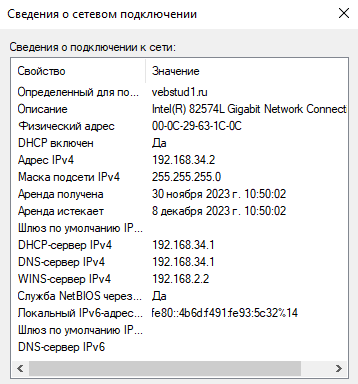 Сведения о сетевом подключении
Сведения о подключении к сети:
Свойство Значение
Определенный для по... vebstud1.ru
Описание Intel(R) 82574L Gigabit Network Connecti
Физический адрес 00-0C-29-63-1C-0C
DHCP включен Да
Адрес IPv4 192.168.34.2
Маска подсети IPv4 255.255.255.0
Аренда получена 30 ноября 2023 г. 10:50:02
Аренда истекает 8 декабря 2023 г. 10:50:02
Шлюз по умолчанию IP...
DHCP-сервер IPv4 192.168.34.1
DNS-сервер IPv4 192.168.34.1
WINS-сервер IPv4 192.168.2.2
Служба NetBIOS через... Да
Локальный IPv6-адрес... fe80::4b6d:f491:fe93:5c32%14
Шлюз по умолчанию IP...
DNS-сервер IPv6